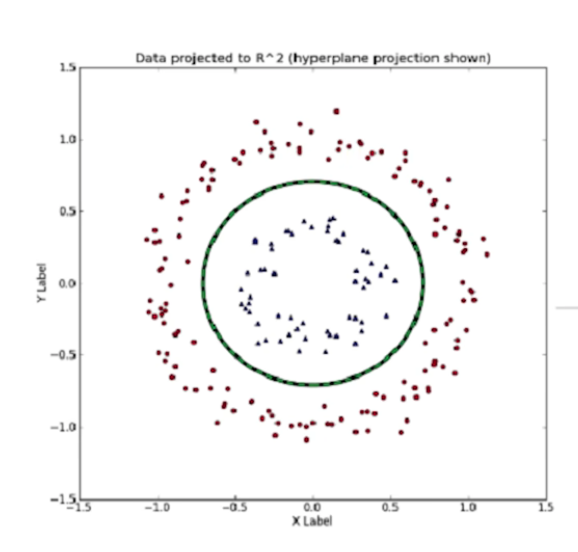 Data projected to R^2 (hyperplane projection shown)
1.5
1.0
0.5
0.0
−0.5
−1.0
−1.5
Y Label
−1.5 −1.0 −0.5 0.0 0.5 1.0 1.5
X Label